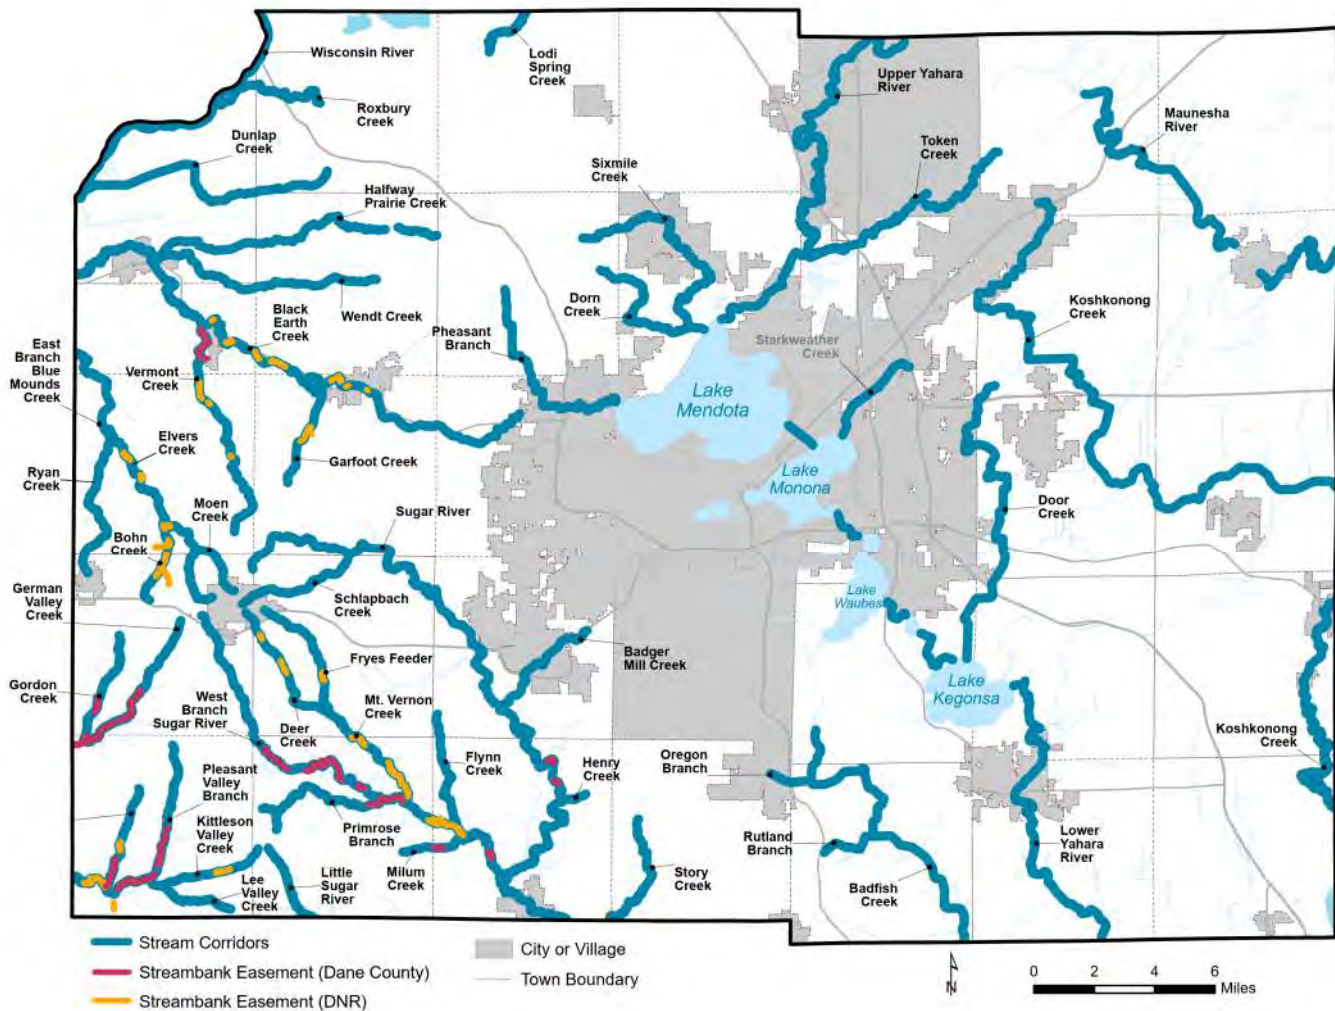 Wisconsin River
Lodi
Spring
Creek
Upper Yahara
River
Roxbury
Creek
Maunesha
River
Dunlap
Creek
Token
Creek
Sixmile
Creek
Halfway
Prairie Creek
Dorn
Creek
Wendt Creek
Black
Earth
Creek
Pheasant
Branch
Koshkonong
Creek
Starkweather
Creek
East
Branch
Blue
Mounds
Creek
Vermont
Creek
Lake
Mendota
Elvers
Creek
Garfoot Creek
Ryan
Creek
Lake
Monona
Moen
Creek
Sugar River
Door
Creek
Bohn
Creek
German
Valley
Creek
Schlapbach
Creek
Lake
Waubesa
Badger
Mill Creek
Fryes Feeder
Gordon
Creek
West
Branch
Sugar River
Mt. Vernon
Creek
Lake
Kegonsa
Deer
Creek
Flynn
Creek
Henry
Creek
Oregon
Branch
Koshkonong
Creek
Pleasant
Valley
Branch
Kittleson
Valley
Creek
Primrose
Branch
Rutland
Branch
Lower
Yahara
River
Milum
Creek
Story
Creek
Badfish
Creek
Lee
Valley
Creek
Little
Sugar
River
Stream Corridors
Streambank Easement (Dane County)
Streambank Easement (DNR)
City or Village
Town Boundary
N
0 2 4 6
Miles